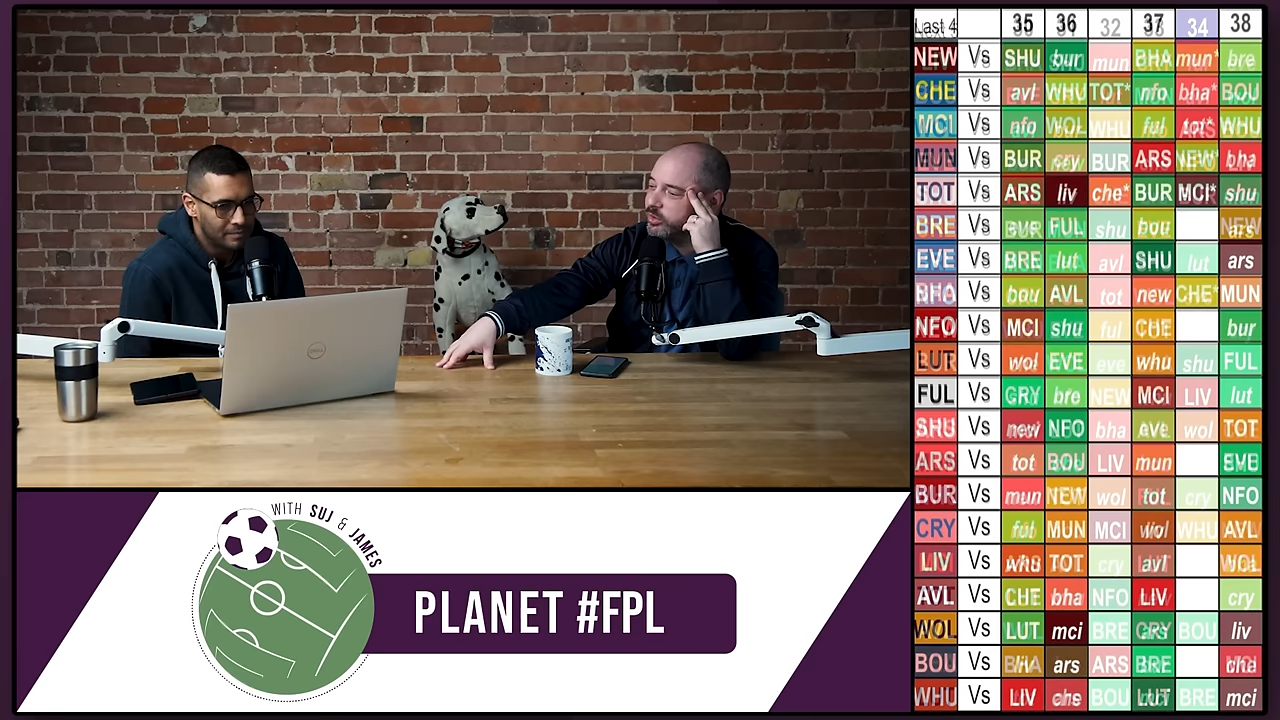 WITH SUJ & JAMES
PLANET #FPL
DELL
Last 4 35 36 32 37 34 38
NEW Vs SHU bur mun BHA mun* bre
CHE Vs avl WHU TOT* nfo bha* BOU
MCI Vs nfo WOL WHU ful tot* WHU
MUN Vs BUR cry BUR ARS NEW bha
TOT Vs ARS liv che* BUR MCI* shu
BRE Vs FUL shu bou
EVE Vs BRE lut avl SHU lut ars
Vs bou AVL tot new CHE* MUN
NFO Vs MCI shu ful CHE bur
LUT Vs wol EVE eve whu shu FUL
FUL Vs CRY bre NEW MCI LIV lut
SHU Vs new NFO bha eve wol TOT
ARS Vs tot BOU LIV mun EVE
BUR Vs mun NEW wol tot cry NFO
CRY Vs MUN MCI wol WHU AVL
LIV Vs whu TOT cry avl WOL
AVL Vs CHE bha NFO LIV cry
WOL Vs LUT mci BRE CRY BOU liv
BOU Vs ars ARS BRE che
WHU Vs LIV che BOU LUT BRE mci